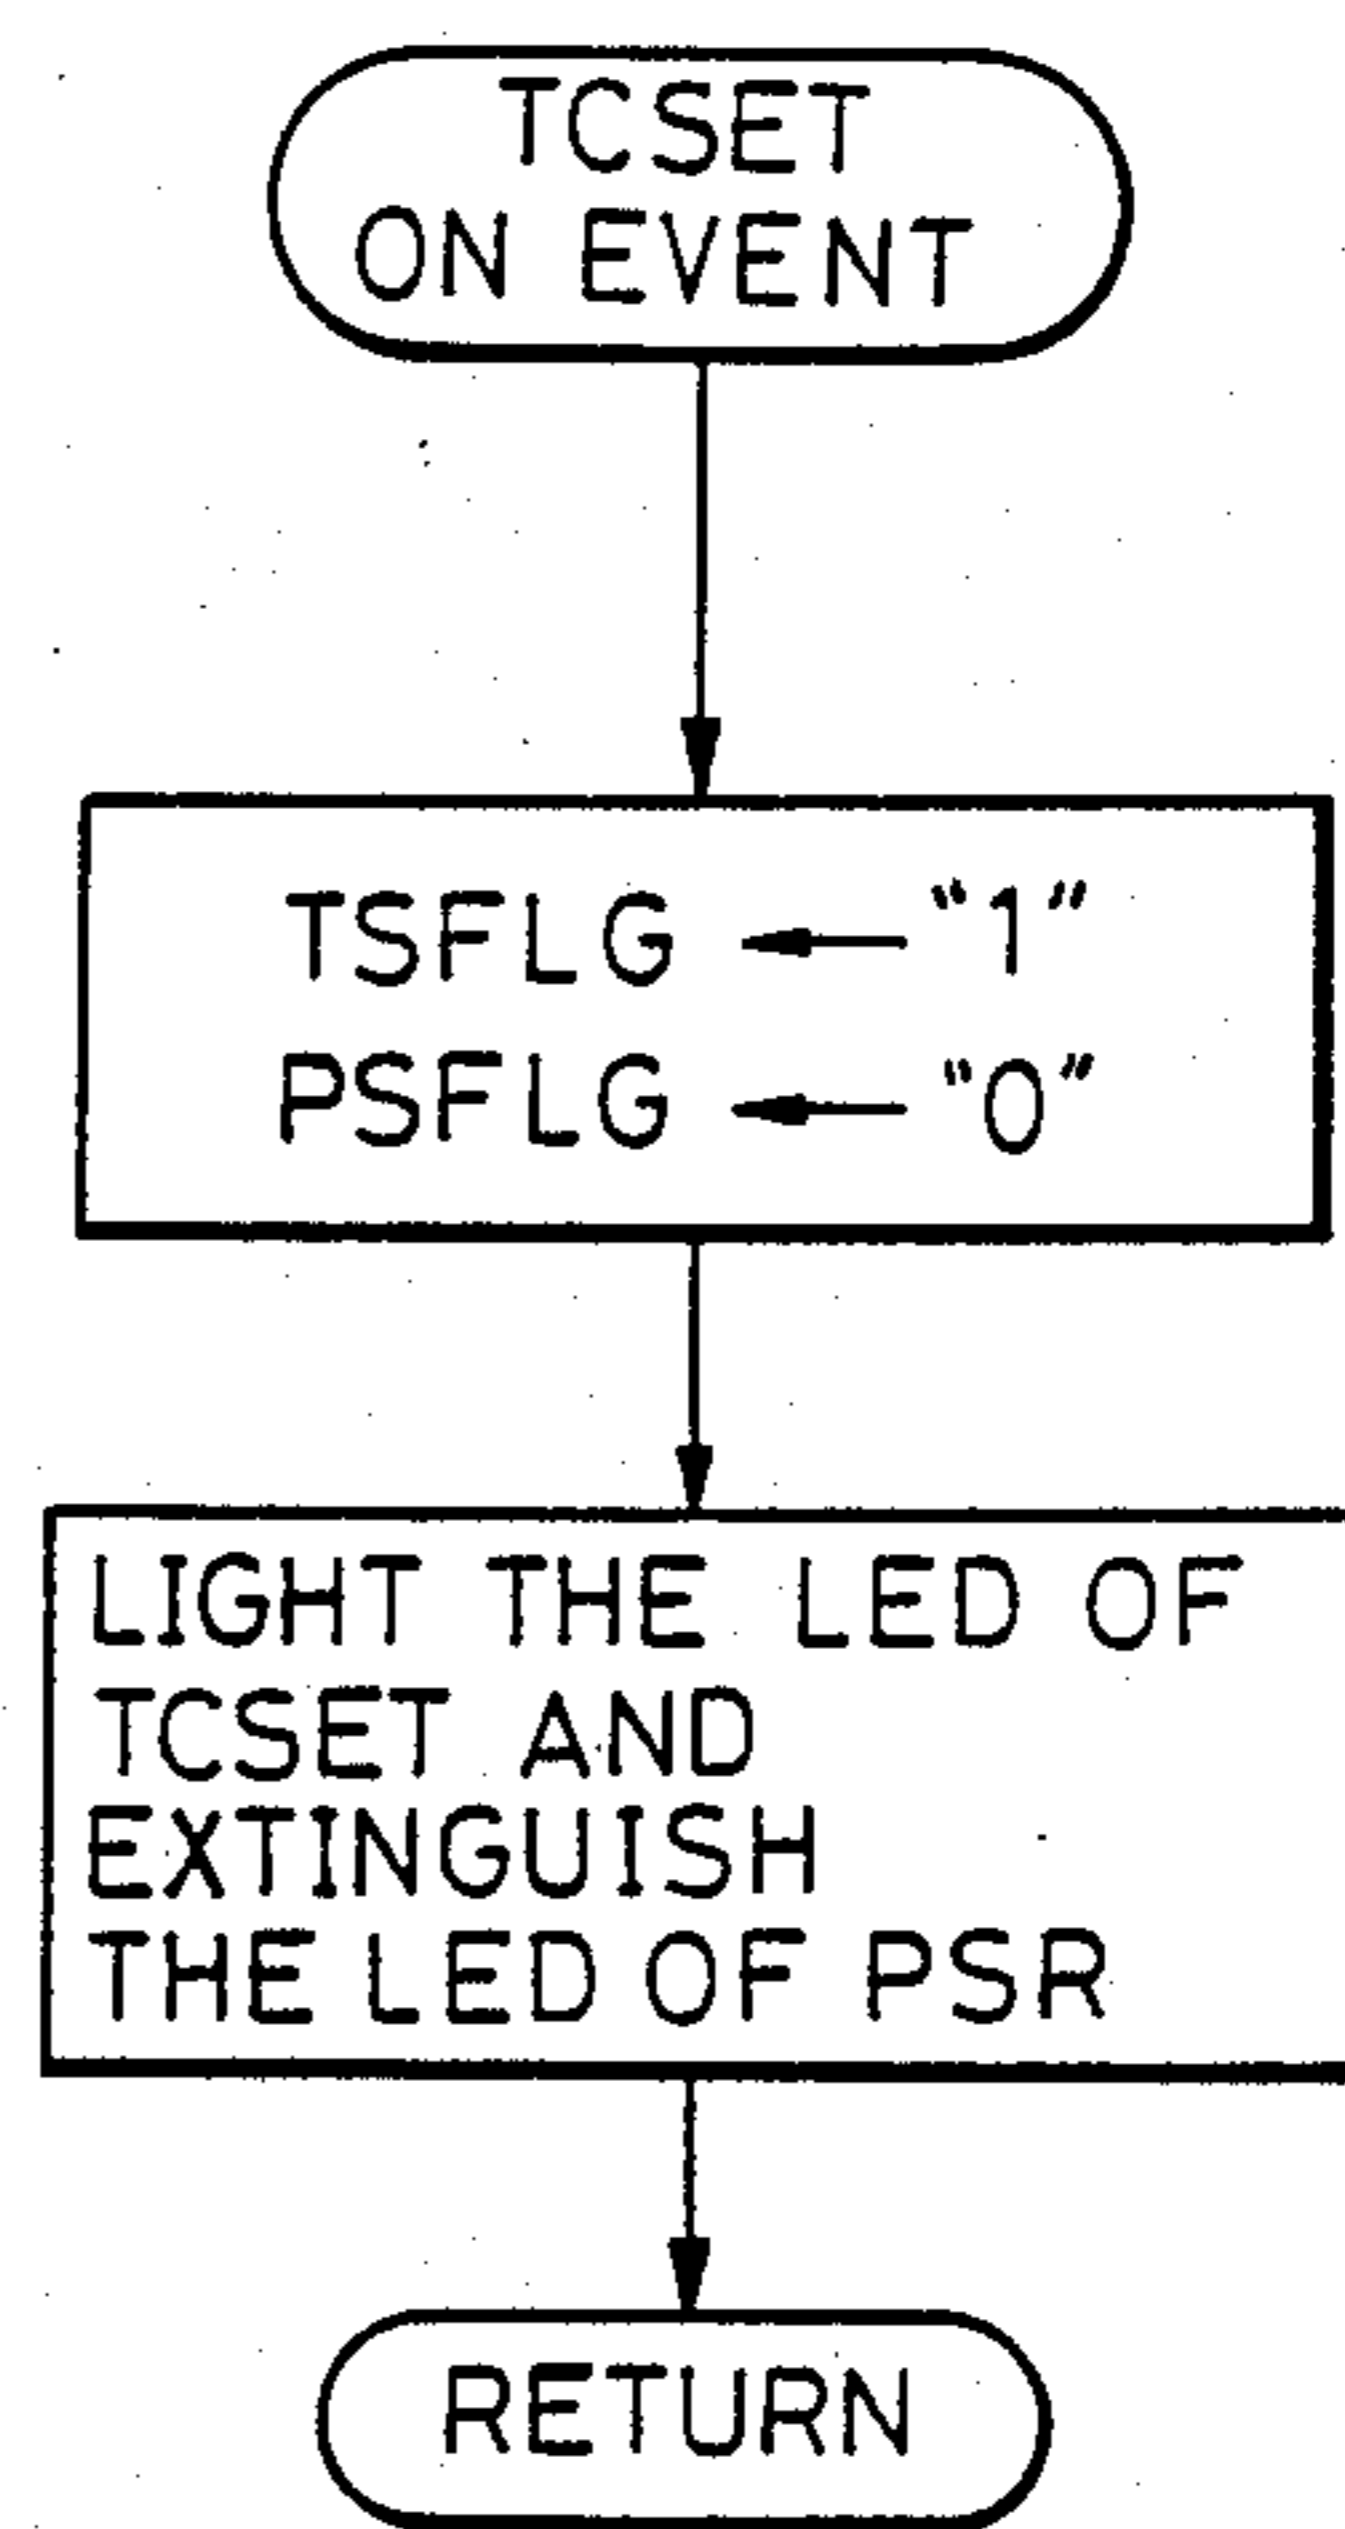 TCSET
ON EVENT
TSFLG ← "1"
PSFLG ← "0"
LIGHT THE LED OF
TCSET AND
EXTINGUISH
THE LED OF PSR
RETURN